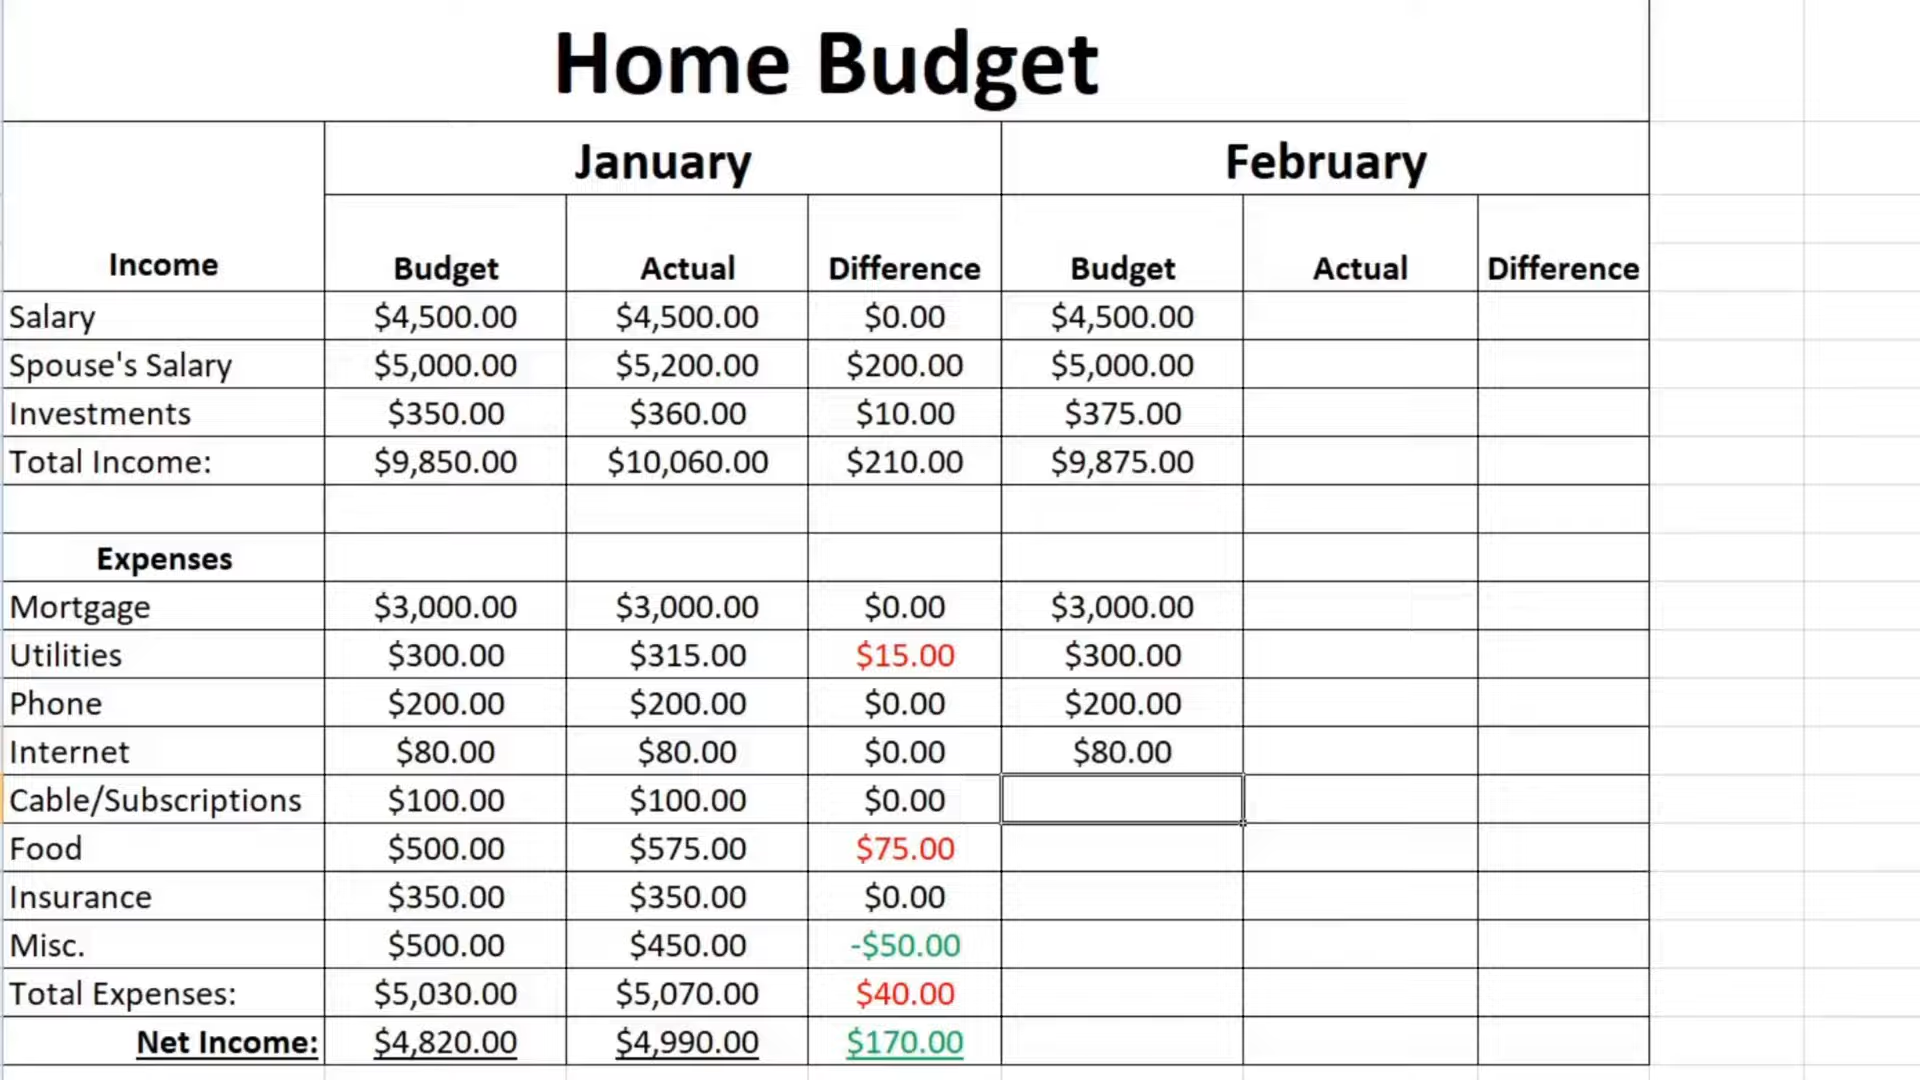 Home Budget
January February
Income Budget Actual Difference Budget Actual Difference
Salary $4,500.00 $4,500.00 $0.00 $4,500.00
Spouse's Salary $5,000.00 $5,200.00 $200.00 $5,000.00
Investments $350.00 $360.00 $10.00 $375.00
Total Income: $9,850.00 $10,060.00 $210.00 $9,875.00
Expenses
Mortgage $3,000.00 $3,000.00 $0.00 $3,000.00
Utilities $300.00 $315.00 $15.00 $300.00
Phone $200.00 $200.00 $0.00 $200.00
Internet $80.00 $80.00 $0.00 $80.00
Cable/Subscriptions $100.00 $100.00 $0.00
Food $500.00 $575.00 $75.00
Insurance $350.00 $350.00 $0.00
Misc. $500.00 $450.00 -$50.00
Total Expenses: $5,030.00 $5,070.00 $40.00
Net Income: $4,820.00 $4,990.00 $170.00